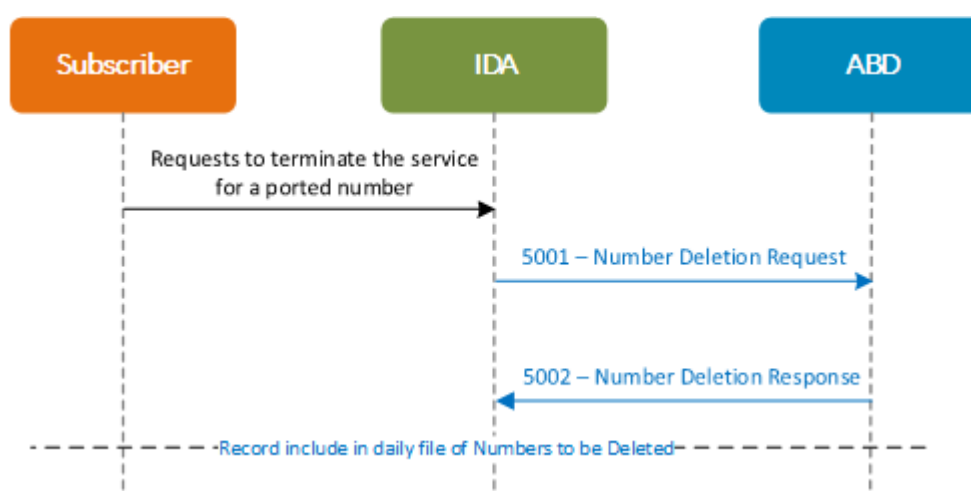 Subscriber
IDA
ABD
Requests to terminate the service
for a ported number
5001 – Number Deletion Request
5002 – Number Deletion Response
Record include in daily file of Numbers to be Deleted